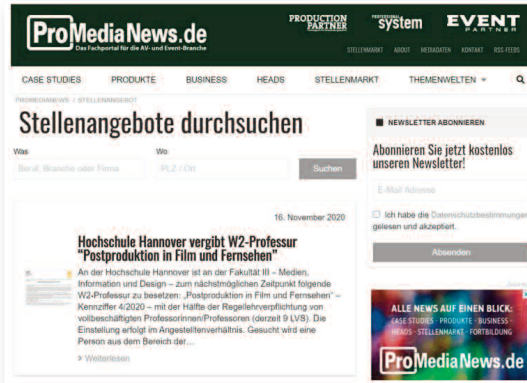 ProMediaNews.de
Das Fachportal für die AV- und Event-Branche
PRODUCTION PARTNER
PROFESSIONAL system
EVENT PARTNER
STELLENMARKT ABOUT MEDIADATEN KONTAKT RSS-FEEDS
CASE STUDIES PRODUKTE BUSINESS HEADS STELLENMARKT THEMENWELTEN
PROMEDIANEWS / STELLENANGEBOT
Stellenangebote durchsuchen
Was
Wo
Beruf, Branche oder Firma
PLZ / Ort
Suchen
16. November 2020
Hochschule Hannover vergibt W2-Professur
"Postproduktion in Film und Fernsehen"
An der Hochschule Hannover ist an der Fakultät III – Medien,
Information und Design – zum nächstmöglichen Zeitpunkt folgende
W2-Professur zu besetzen: „Postproduktion in Film und Fernsehen" –
Kennziffer 4/2020 – mit der Hälfte der Regellehrverpflichtung von
vollbeschäftigten Professorinnen/Professoren (derzeit 9 LVS). Die
Einstellung erfolgt im Angestelltenverhältnis. Gesucht wird eine
Person aus dem Bereich der…
> Weiterlesen
NEWSLETTER ABONNIEREN
Abonnieren Sie jetzt kostenlos
unseren Newsletter!
E-Mail Adresse
Ich habe die Datenschutzbestimmungen
gelesen und akzeptiert.
Absenden
ALLE NEWS AUF EINEN BLICK:
CASE STUDIES · PRODUKTE · BUSINESS ·
HEADS · STELLENMARKT · FORTBILDUNG
ProMediaNews.de